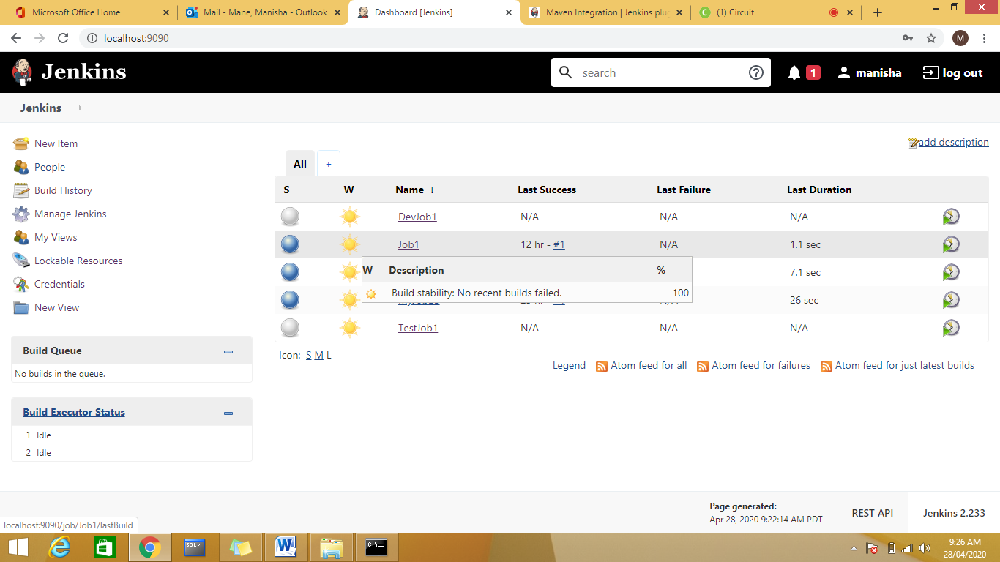 Microsoft Office Home
Mail - Mane, Manisha - Outlook
Dashboard [Jenkins]
Maven Integration | Jenkins plu
(1) Circuit
localhost:9090
M
Jenkins
search
1
manisha
log out
Jenkins
New Item
People
Build History
Manage Jenkins
My Views
Lockable Resources
Credentials
New View
Build Queue
No builds in the queue.
Build Executor Status
1 Idle
2 Idle
add description
All +
S W Name ↓ Last Success Last Failure Last Duration
DevJob1 N/A N/A N/A
Job1 12 hr - #1 N/A 1.1 sec
W Description %
7.1 sec
Build stability: No recent builds failed. 100
26 sec
TestJob1 N/A N/A N/A
Icon: S M L
Legend Atom feed for all Atom feed for failures Atom feed for just latest builds
Page generated:
Apr 28, 2020 9:22:14 AM PDT
REST API
Jenkins 2.233
localhost:9090/job/Job1/lastBuild
SQL>
C:\
9:26 AM
28/04/2020